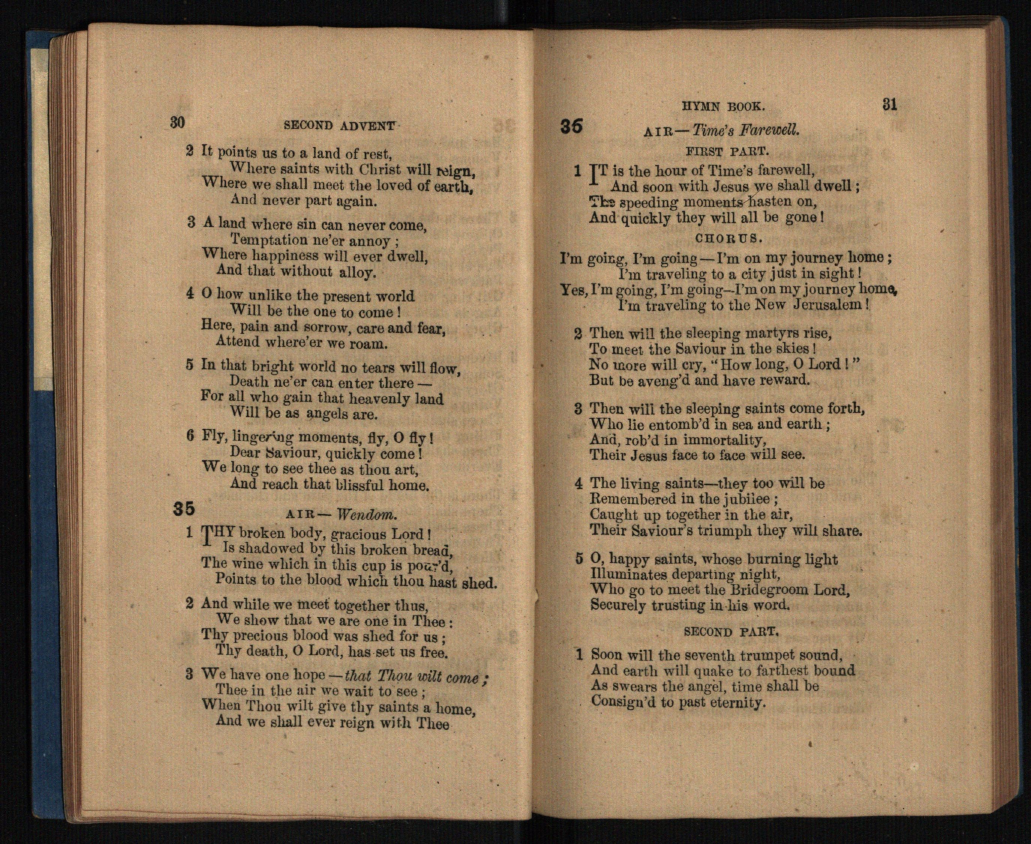 30 SECOND ADVENT
2 It points us to a land of rest,
Where saints with Christ will reign,
Where we shall meet the loved of earth,
And never part again.
3 A land where sin can never come,
Temptation ne'er annoy ;
Where happiness will ever dwell,
And that without alloy.
4 O how unlike the present world
Will be the one to come !
Here, pain and sorrow, care and fear,
Attend where'er we roam.
5 In that bright world no tears will flow,
Death ne'er can enter there —
For all who gain that heavenly land
Will be as angels are.
6 Fly, lingering moments, fly, O fly !
Dear Saviour, quickly come !
We long to see thee as thou art,
And reach that blissful home.
35 AIR— Wendom.
1 THY broken body, gracious Lord !
Is shadowed by this broken bread,
The wine which in this cup is pour'd,
Points to the blood which thou hast shed.
2 And while we meet together thus,
We show that we are one in Thee :
Thy precious blood was shed for us ;
Thy death, O Lord, has set us free.
3 We have one hope —that Thou wilt come ;
Thee in the air we wait to see ;
When Thou wilt give thy saints a home,
And we shall ever reign with Thee
HYMN BOOK. 31
36 AIR—Time's Farewell.
FIRST PART.
1 IT is the hour of Time's farewell,
And soon with Jesus we shall dwell ;
The speeding moments hasten on,
And quickly they will all be gone !
CHORUS.
I'm going, I'm going —I'm on my journey home ;
I'm traveling to a city just in sight !
Yes, I'm going, I'm going—I'm on my journey home,
I'm traveling to the New Jerusalem !
2 Then will the sleeping martyrs rise,
To meet the Saviour in the skies !
No more will cry, "How long, O Lord !"
But be aveng'd and have reward.
3 Then will the sleeping saints come forth,
Who lie entomb'd in sea and earth ;
And, rob'd in immortality,
Their Jesus face to face will see.
4 The living saints—they too will be
Remembered in the jubilee ;
Caught up together in the air,
Their Saviour's triumph they will share.
5 O, happy saints, whose burning light
Illuminates departing night,
Who go to meet the Bridegroom Lord,
Securely trusting in his word.
SECOND PART.
1 Soon will the seventh trumpet sound,
And earth will quake to farthest bound
As swears the angel, time shall be
Consign'd to past eternity.